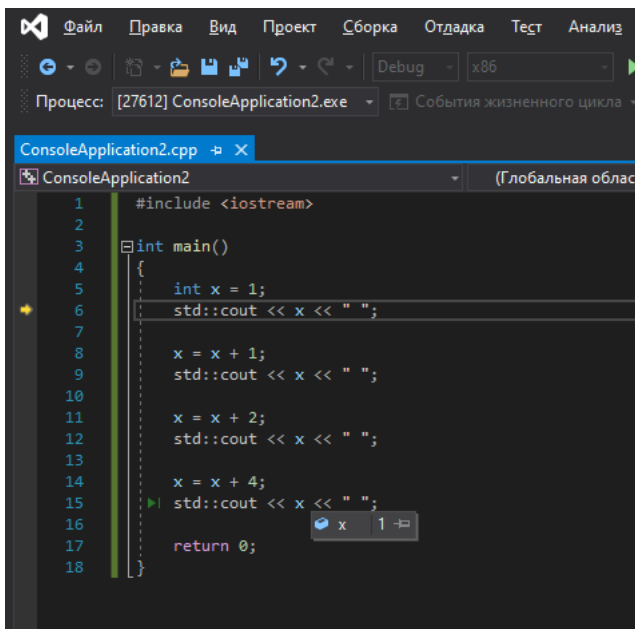 Файл Правка Вид Проект Сборка Отладка Тест Анализ
Debug x86
Процесс: [27612] ConsoleApplication2.exe События жизненного цикла
ConsoleApplication2.cpp
ConsoleApplication2 (Глобальная облас
1 #include <iostream>
2
3 int main()
4 {
5 int x = 1;
6 std::cout << x << " ";
7
8 x = x + 1;
9 std::cout << x << " ";
10
11 x = x + 2;
12 std::cout << x << " ";
13
14 x = x + 4;
15 std::cout << x << " ";
16 x 1
17 return 0;
18 }